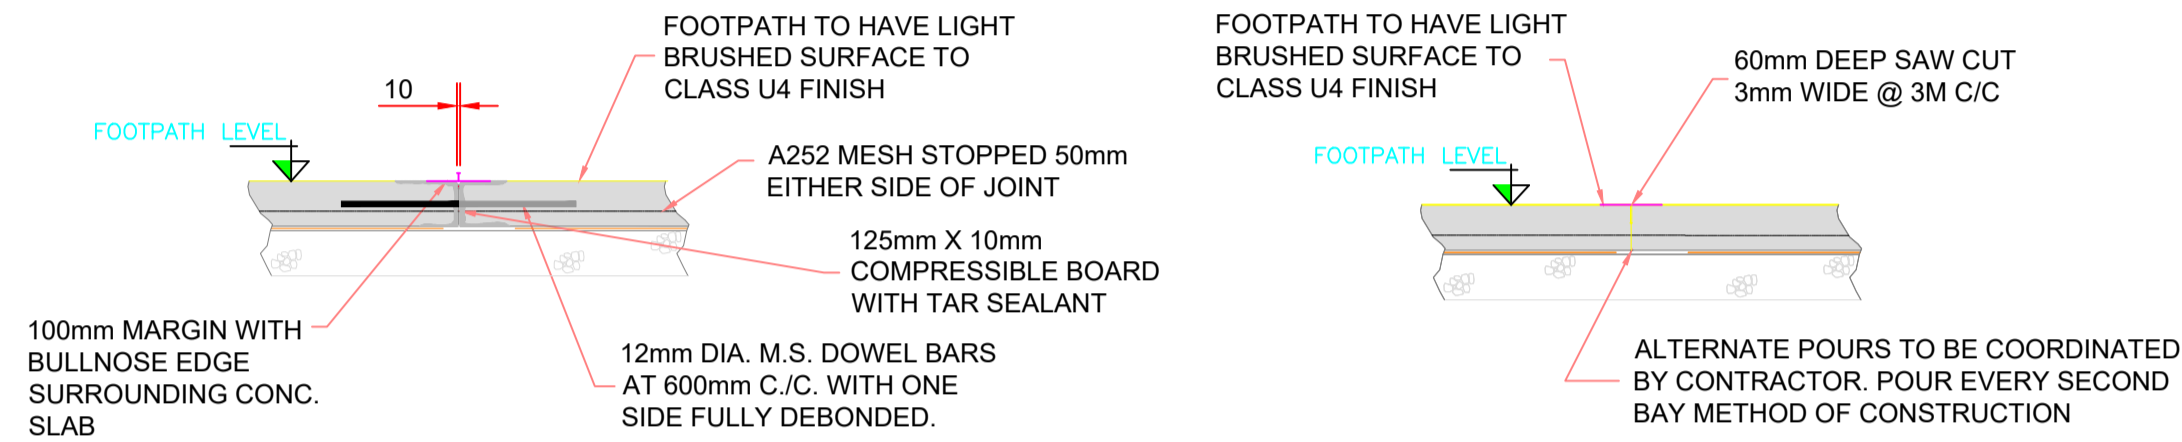 FOOTPATH TO HAVE LIGHT
BRUSHED SURFACE TO
CLASS U4 FINISH
10
FOOTPATH LEVEL
A252 MESH STOPPED 50mm
EITHER SIDE OF JOINT
125mm X 10mm
COMPRESSIBLE BOARD
WITH TAR SEALANT
100mm MARGIN WITH
BULLNOSE EDGE
SURROUNDING CONC.
SLAB
12mm DIA. M.S. DOWEL BARS
AT 600mm C./C. WITH ONE
SIDE FULLY DEBONDED.
FOOTPATH TO HAVE LIGHT
BRUSHED SURFACE TO
CLASS U4 FINISH
60mm DEEP SAW CUT
3mm WIDE @ 3M C/C
FOOTPATH LEVEL
ALTERNATE POURS TO BE COORDINATED
BY CONTRACTOR. POUR EVERY SECOND
BAY METHOD OF CONSTRUCTION